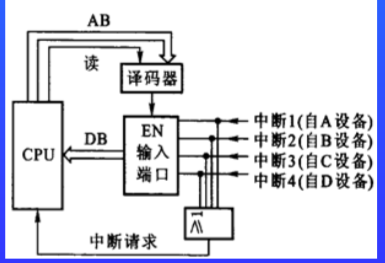 AB
读
译码器
CPU
DB
EN
输入
端口
中断1(自A设备)
中断2(自B设备)
中断3(自C设备)
中断4(自D设备)
≥1
中断请求